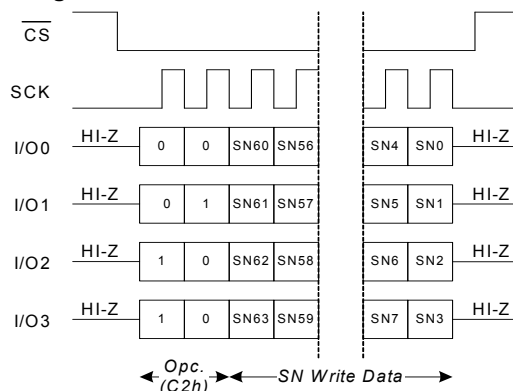 CS
SCK
I/O0 HI-Z 0 0 SN60 SN56 SN4 SN0 HI-Z
I/O1 HI-Z 0 1 SN61 SN57 SN5 SN1 HI-Z
I/O2 HI-Z 1 0 SN62 SN58 SN6 SN2 HI-Z
I/O3 HI-Z 1 0 SN63 SN59 SN7 SN3 HI-Z
Opc. SN Write Data
(C2h)